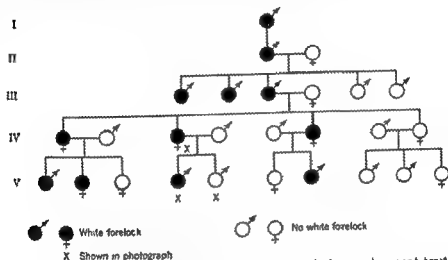 I
II
III
IV
X
V
X X X
White forelock
No white forelock
X Shown in photograph